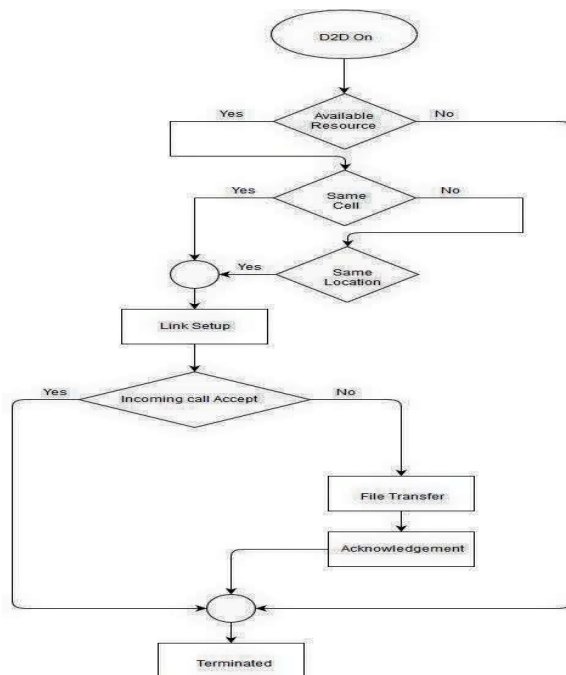 D2D On
Yes
Available
Resource
No
Yes
Same
Cell
No
Yes
Same
Location
Link Setup
Yes
Incoming call Accept
No
File Transfer
Acknowledgement
Terminated